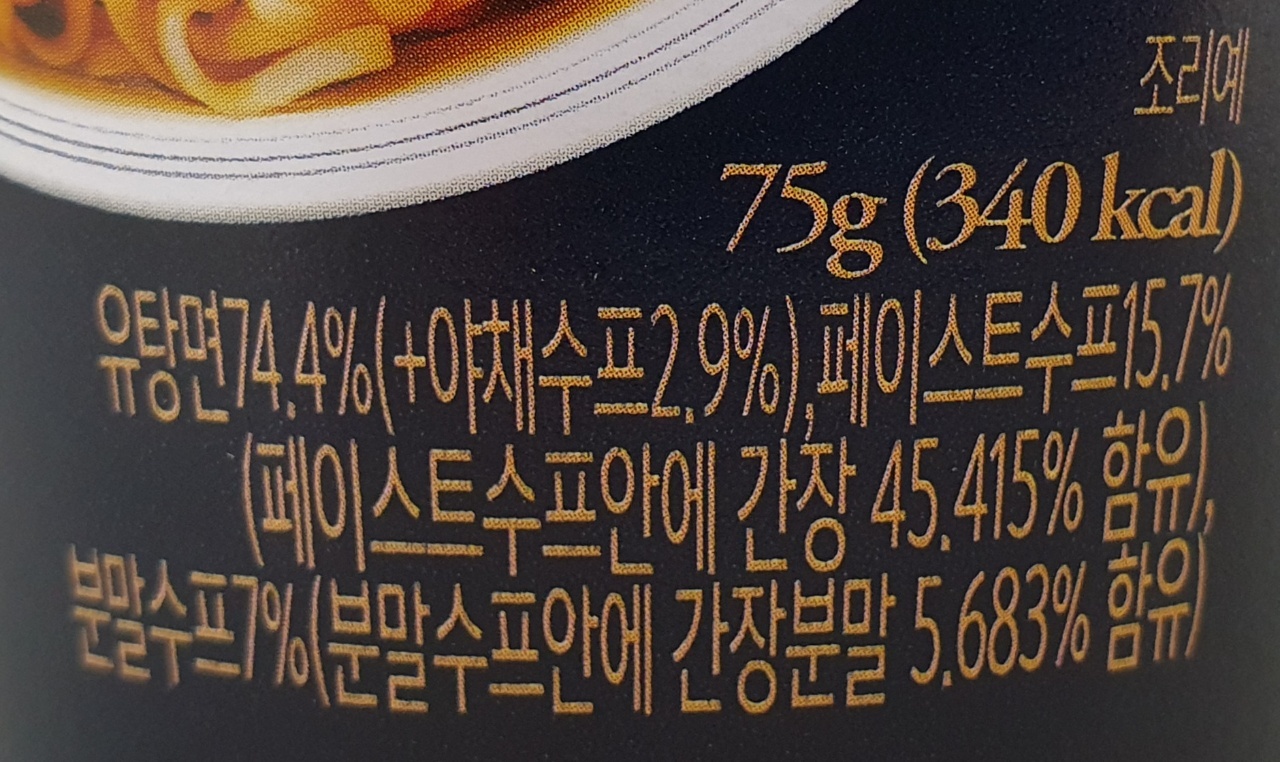 조리예
75g (340 kcal)
유탕면74.4%(+야채수프2.9%),페이스트수프15.7%
(페이스트수프안에 간장 45.415% 함유),
분말수프7%(분말수프안에 간장분말 5.683% 함유)